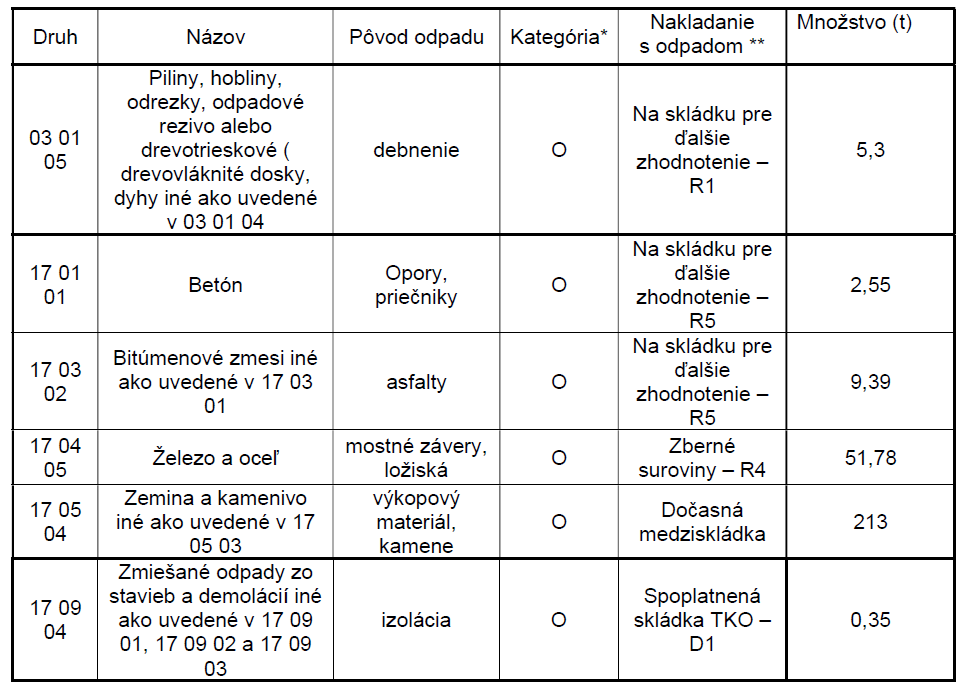 Druh
Názov
Pôvod odpadu
Kategória*
Nakladanie
s odpadom **
Množstvo (t)
03 01
05
Piliny, hobliny,
odrezky, odpadové
rezivo alebo
drevotrieskové (
drevovláknité dosky,
dyhy iné ako uvedené
v 03 01 04
debnenie
O
Na skládku pre
ďalšie
zhodnotenie –
R1
5,3
17 01
01
Betón
Opory,
priečniky
O
Na skládku pre
ďalšie
zhodnotenie –
R5
2,55
17 03
02
Bitúmenové zmesi iné
ako uvedené v 17 03
01
asfalty
O
Na skládku pre
ďalšie
zhodnotenie –
R5
9,39
17 04
05
Železo a oceľ
mostné závery,
ložiská
O
Zberné
suroviny – R4
51,78
17 05
04
Zemina a kamenivo
iné ako uvedené v 17
05 03
výkopový
materiál,
kamene
O
Dočasná
medziskládka
213
17 09
04
Zmiešané odpady zo
stavieb a demolácií iné
ako uvedené v 17 09
01, 17 09 02 a 17 09
03
izolácia
O
Spoplatnená
skládka TKO –
D1
0,35